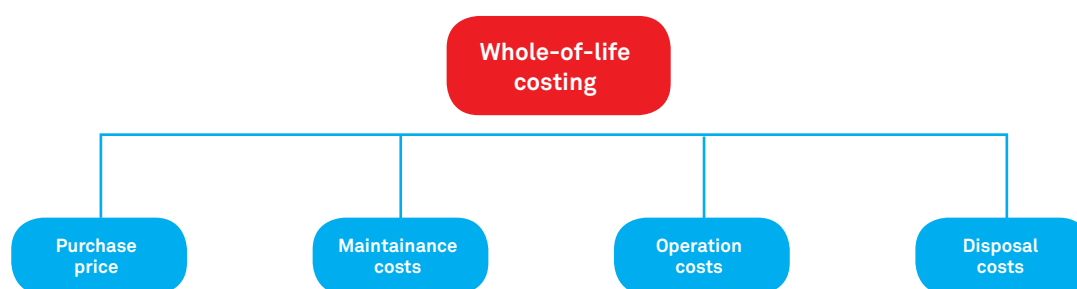 Whole-of-life
costing
Purchase
price
Maintainance
costs
Operation
costs
Disposal
costs